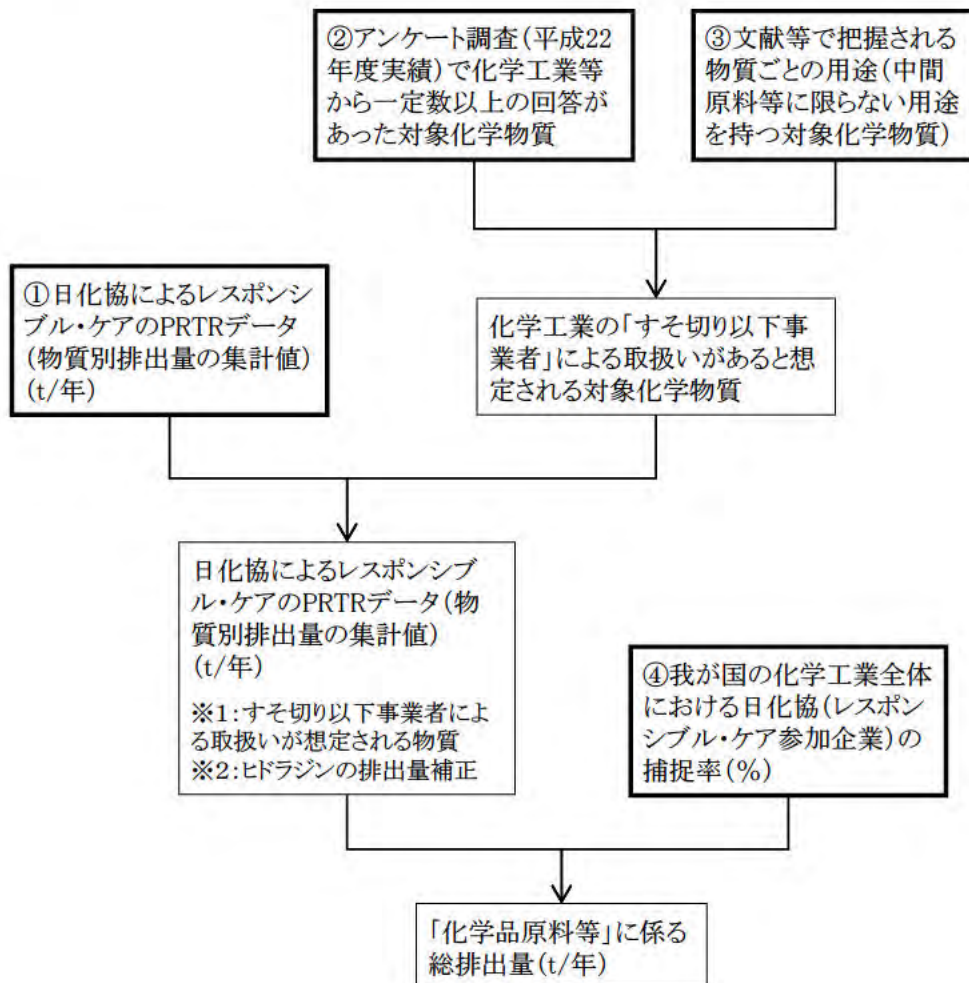 ②アンケート調査(平成22
年度実績)で化学工業等
から一定数以上の回答が
あった対象化学物質
③文献等で把握される
物質ごとの用途(中間
原料等に限らない用途
を持つ対象化学物質)
①日化協によるレスポンシ
ブル・ケアのPRTRデータ
(物質別排出量の集計値)
(t/年)
化学工業の「すそ切り以下事
業者」による取扱いがあると想
定される対象化学物質
日化協によるレスポンシブ
ル・ケアのPRTRデータ(物
質別排出量の集計値)
(t/年)
※1:すそ切り以下事業者によ
る取扱いが想定される物質
※2:ヒドラジンの排出量補正
④我が国の化学工業全体
における日化協(レスポン
シブル・ケア参加企業)の
捕捉率(%)
「化学品原料等」に係る
総排出量(t/年)